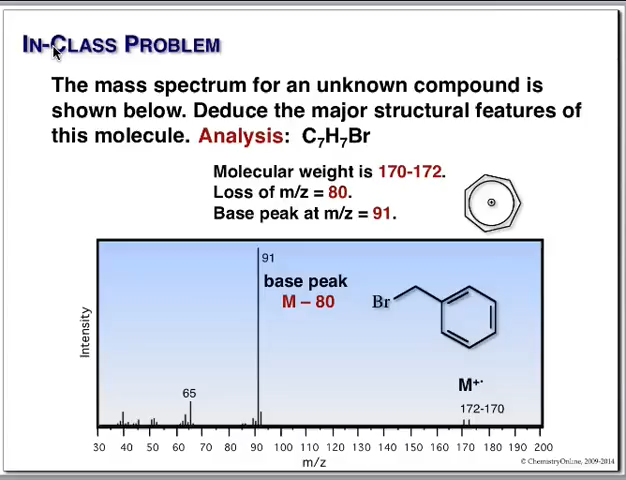 IN-CLASS PROBLEM
The mass spectrum for an unknown compound is
shown below. Deduce the major structural features of
this molecule. Analysis: C₇H₇Br
Molecular weight is 170-172.
Loss of m/z = 80.
Base peak at m/z = 91.
91
base peak
M – 80
Br
M⁺·
172-170
65
Intensity
30 40 50 60 70 80 90 100 110 120 130 140 150 160 170 180 190 200
m/z
© ChemistryOnline, 2009-2014